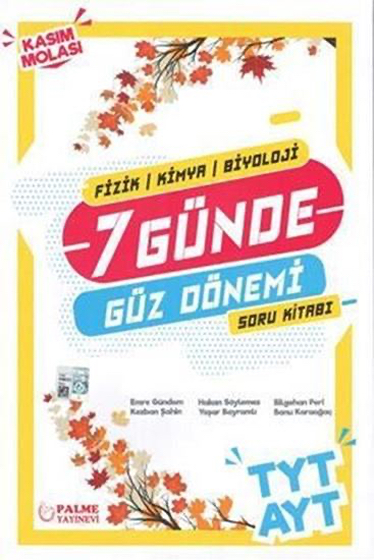 KASIM
MOLASI
FİZİK | KİMYA | BİYOLOJİ
7 GÜNDE
GÜZ DÖNEMİ
SORU KİTABI
Emre Gündem
Hakan Söylemez
Bilgehan Peri
Kezban Şahin
Yaşar Bayramlı
Sanu Karaağaç
TYT
AYT
PALME
YAYINEVİ